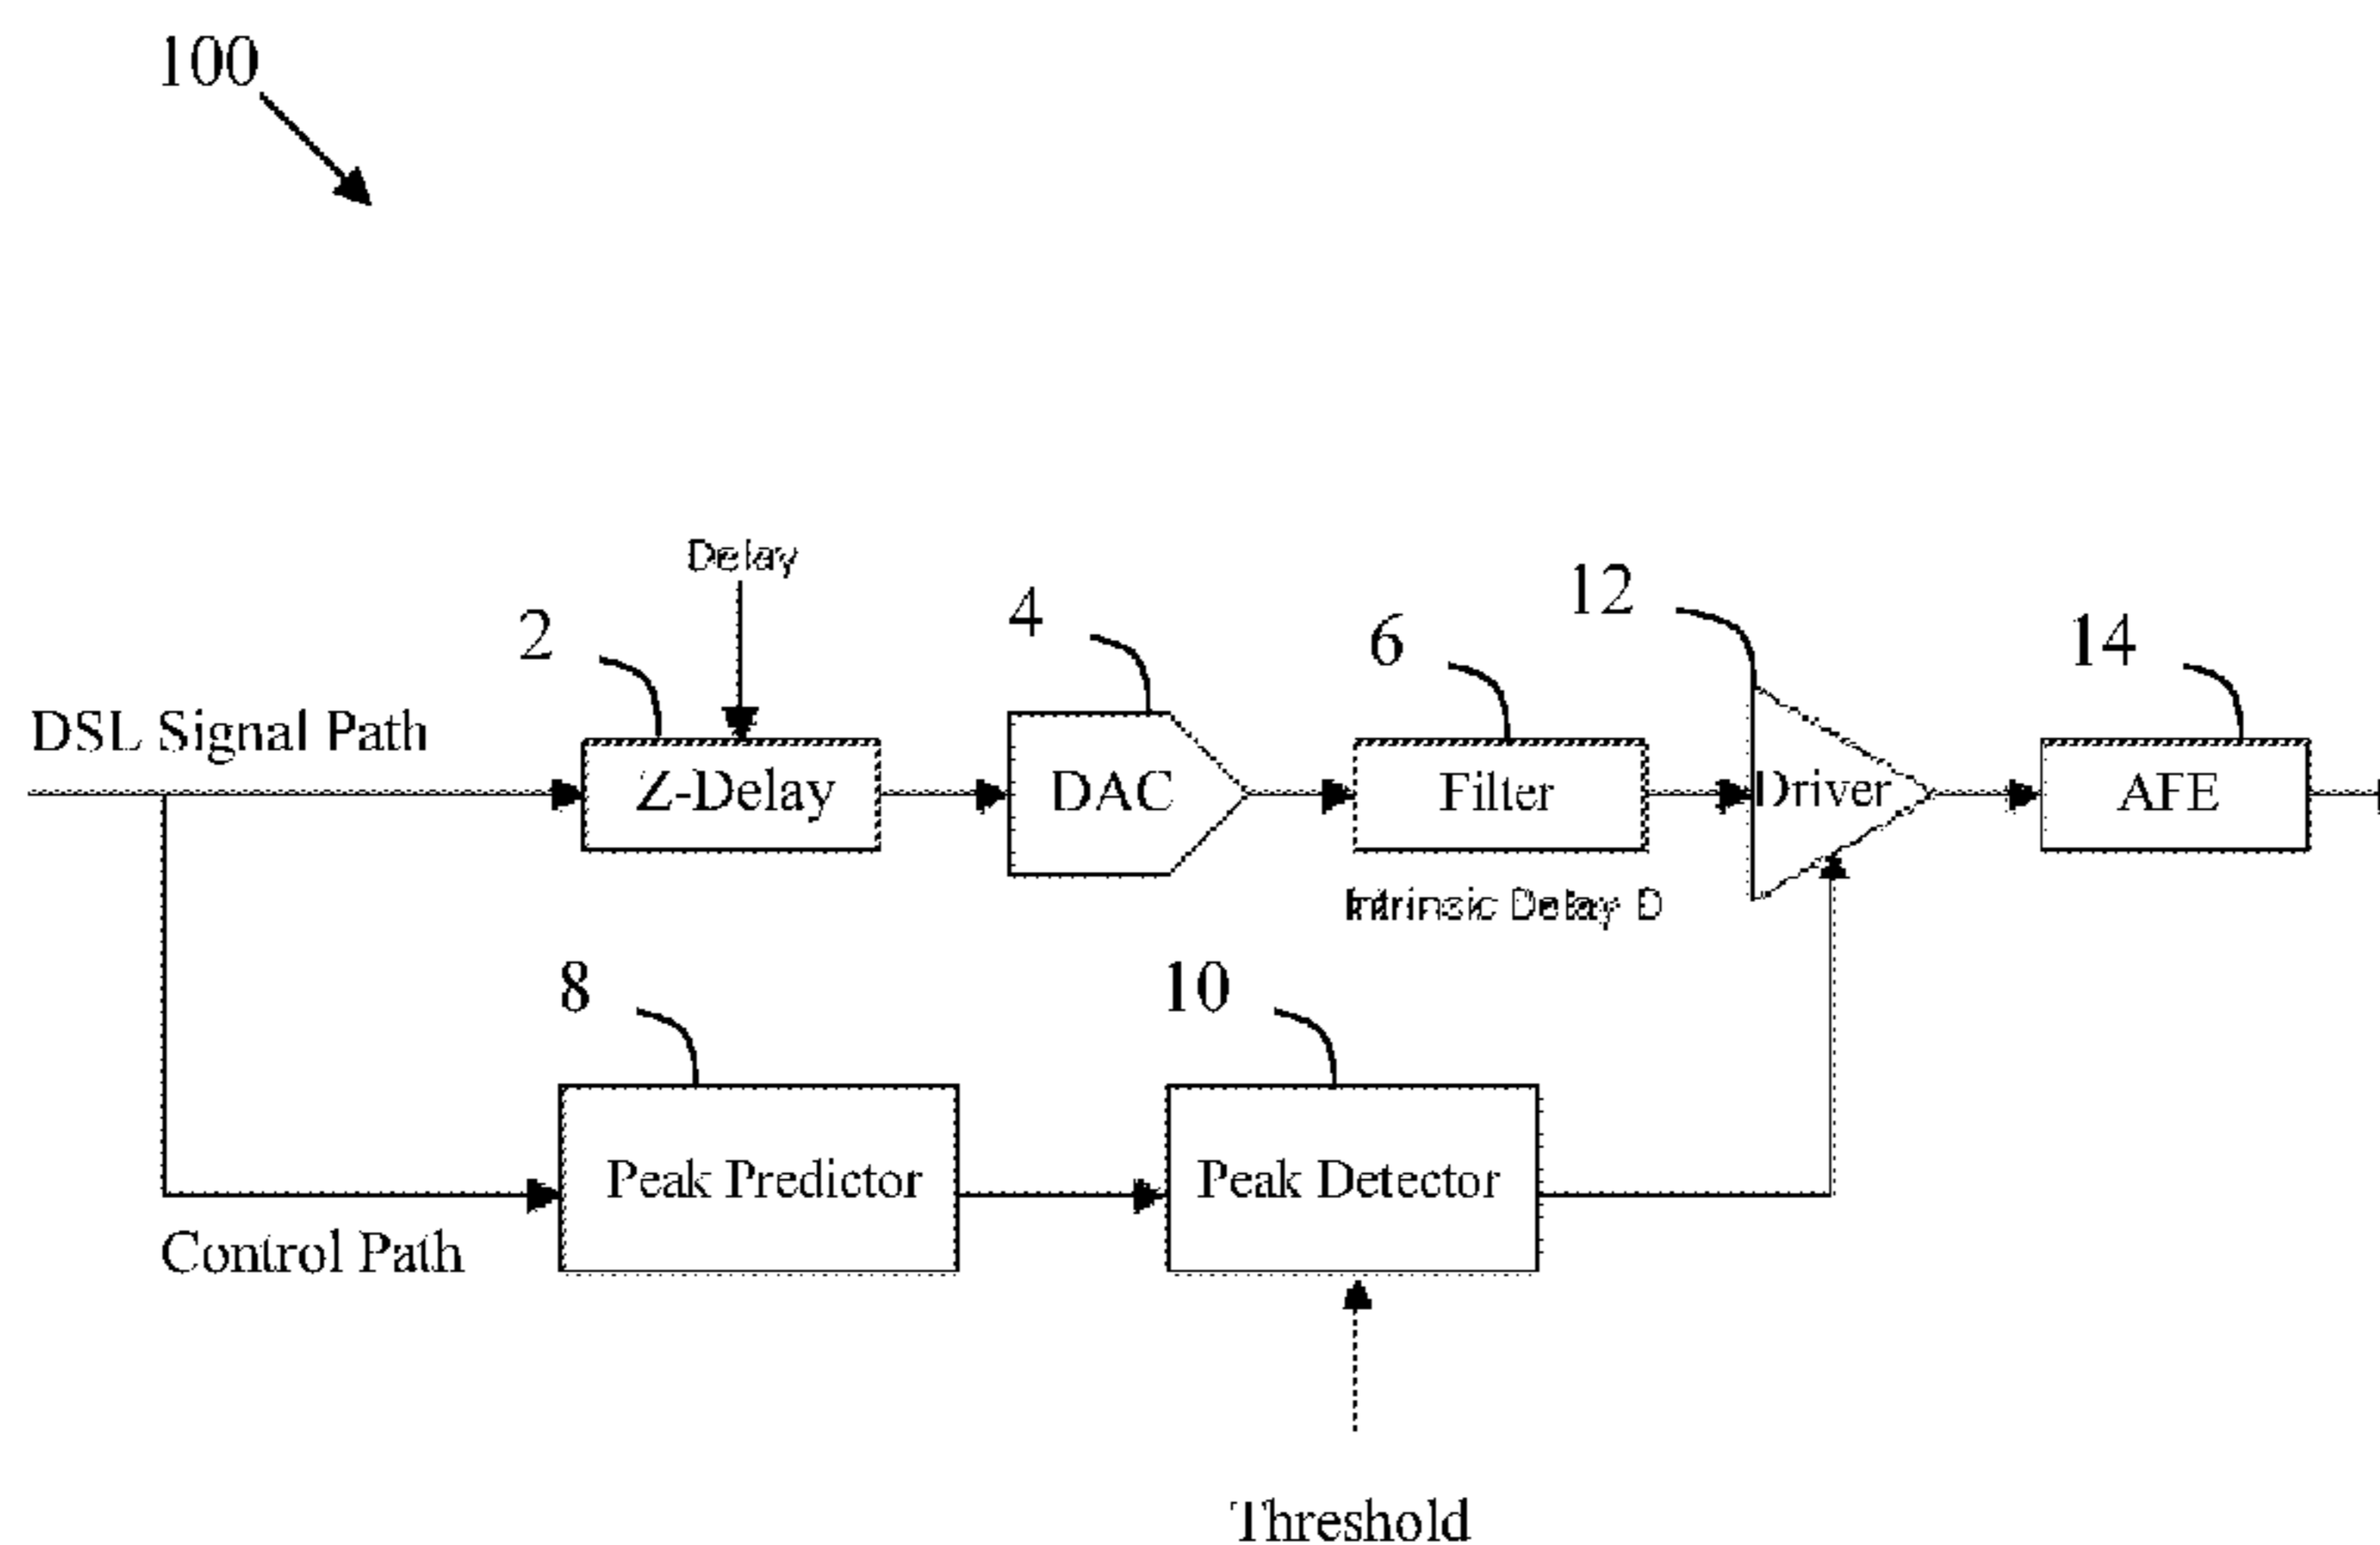 100
Delay
2
4
6
12
14
DSL Signal Path
Z-Delay
DAC
Filter
Driver
AFE
Intrinsic Delay D
8
10
Peak Predictor
Peak Detector
Control Path
Threshold